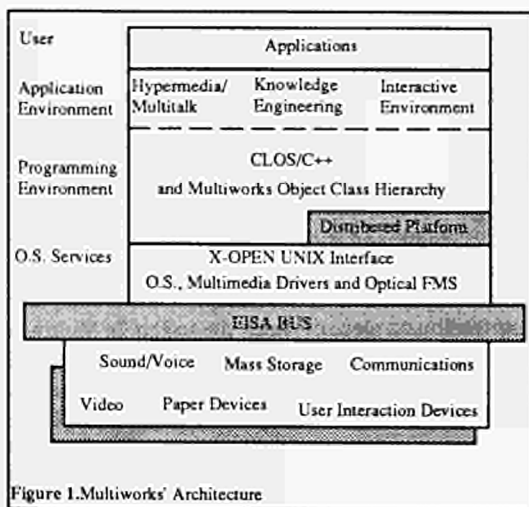 User
Applications
Application Environment
Hypermedia/ Multitalk
Knowledge Engineering
Interactive Environment
Programming Environment
CLOS/C++
and Multiworks Object Class Hierarchy
Distributed Platform
O.S. Services
X-OPEN UNIX Interface
O.S., Multimedia Drivers and Optical FMS
EISA BUS
Sound/Voice Mass Storage Communications
Video Paper Devices User Interaction Devices
Figure 1.Multiworks' Architecture